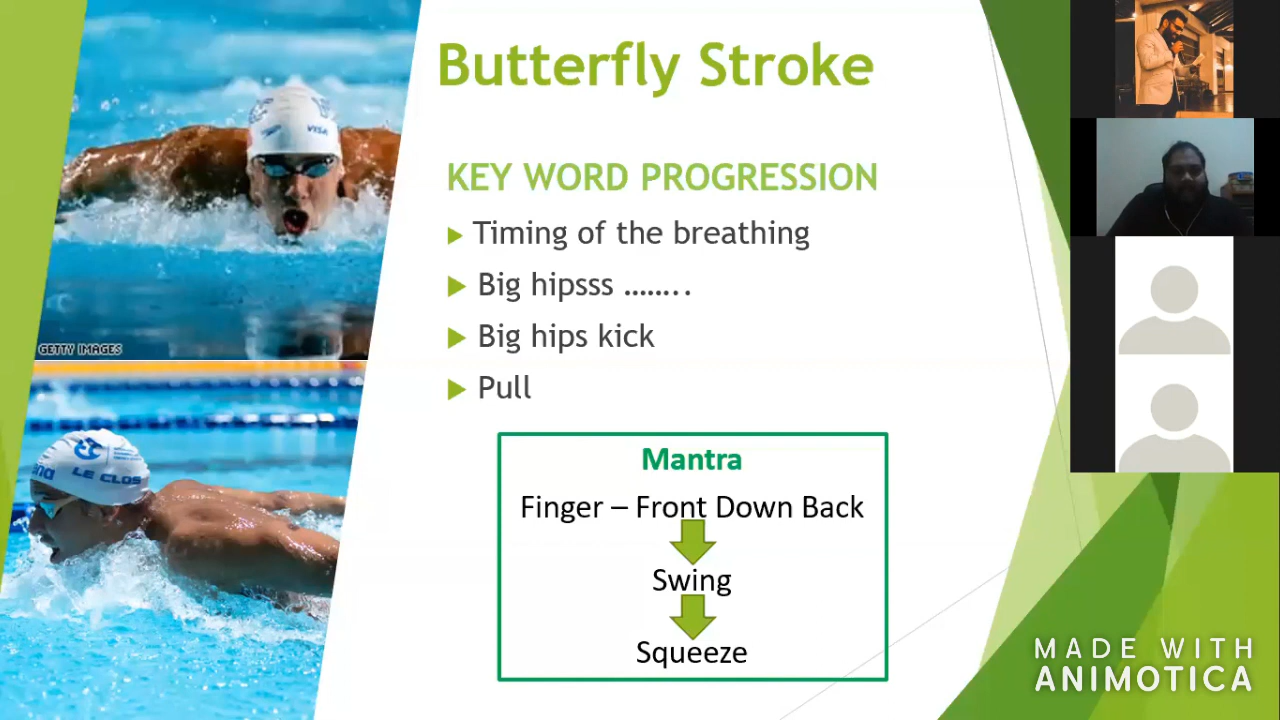 Butterfly Stroke
KEY WORD PROGRESSION
Timing of the breathing
Big hipsss ……..
Big hips kick
Pull
Mantra
Finger – Front Down Back
Swing
Squeeze
VISA
GETTY IMAGES
LE CLOS
MADE WITH
ANIMOTICA